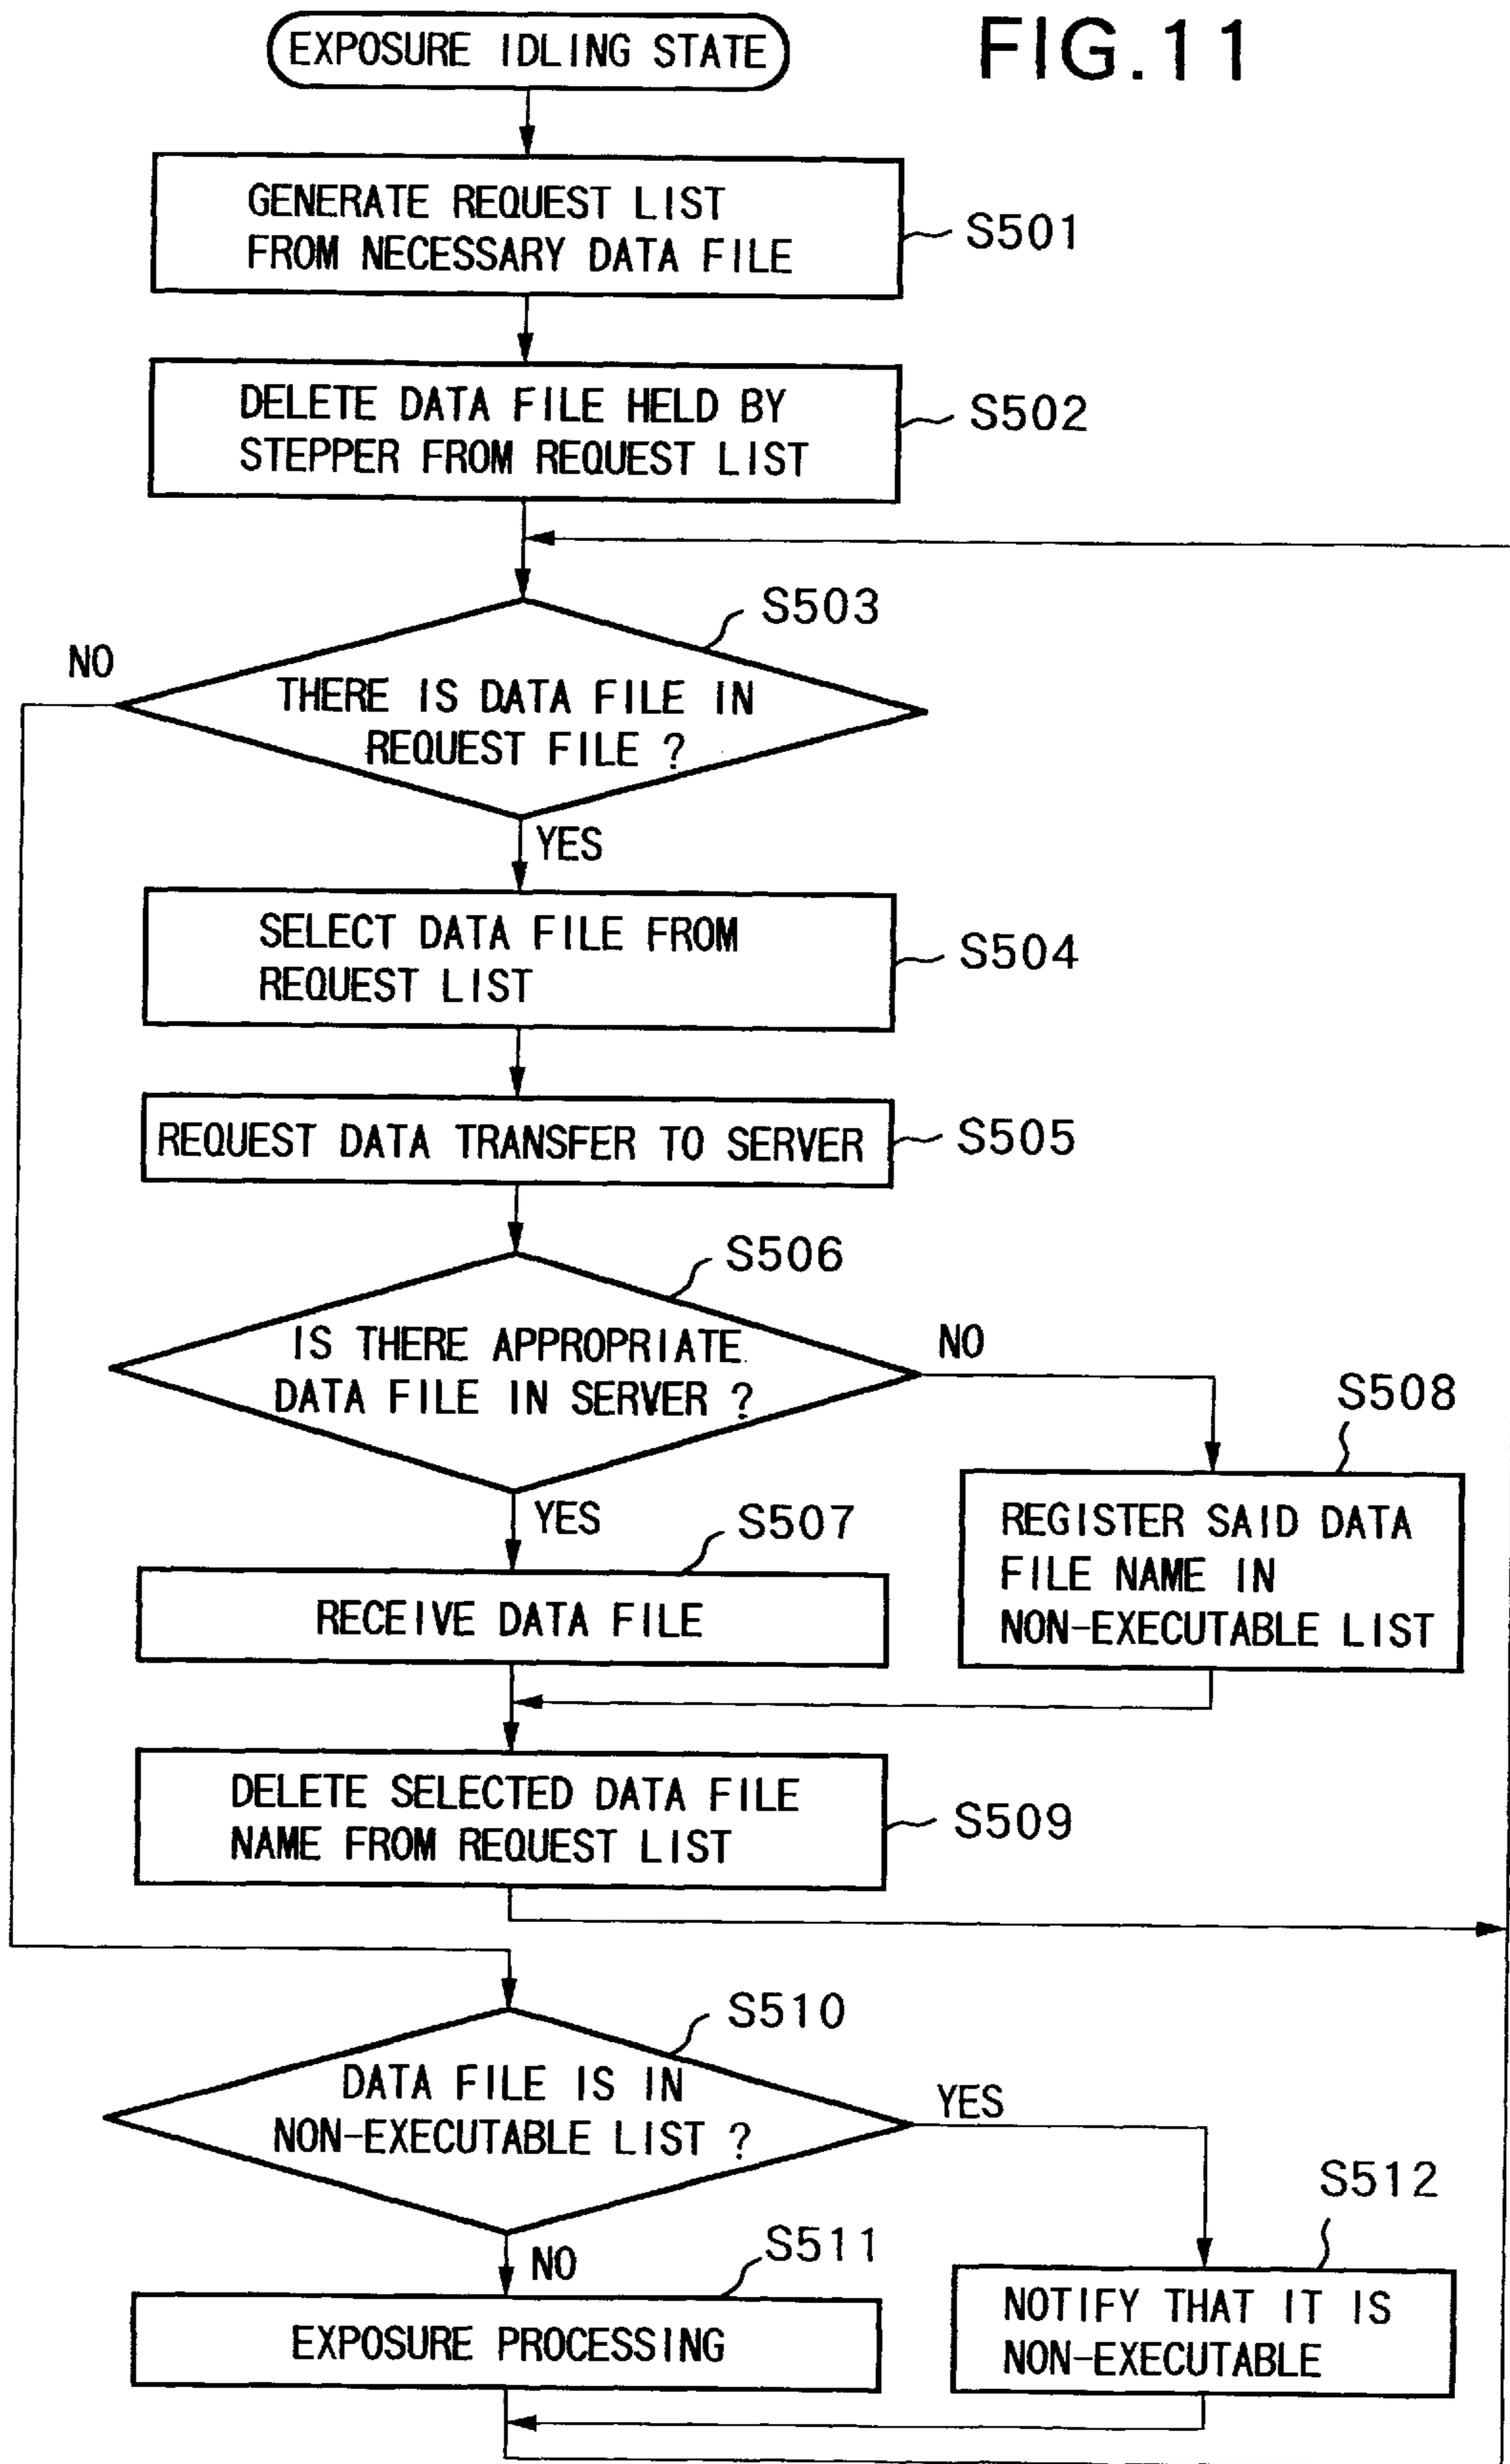 FIG.11
EXPOSURE IDLING STATE
GENERATE REQUEST LIST
FROM NECESSARY DATA FILE
S501
DELETE DATA FILE HELD BY
STEPPER FROM REQUEST LIST
S502
S503
NO
THERE IS DATA FILE IN
REQUEST FILE ?
YES
SELECT DATA FILE FROM
REQUEST LIST
S504
REQUEST DATA TRANSFER TO SERVER
S505
S506
IS THERE APPROPRIATE
DATA FILE IN SERVER ?
NO
S508
YES
S507
REGISTER SAID DATA
FILE NAME IN
NON-EXECUTABLE LIST
RECEIVE DATA FILE
DELETE SELECTED DATA FILE
NAME FROM REQUEST LIST
S509
S510
DATA FILE IS IN
NON-EXECUTABLE LIST ?
YES
S512
NO
S511
NOTIFY THAT IT IS
NON-EXECUTABLE
EXPOSURE PROCESSING